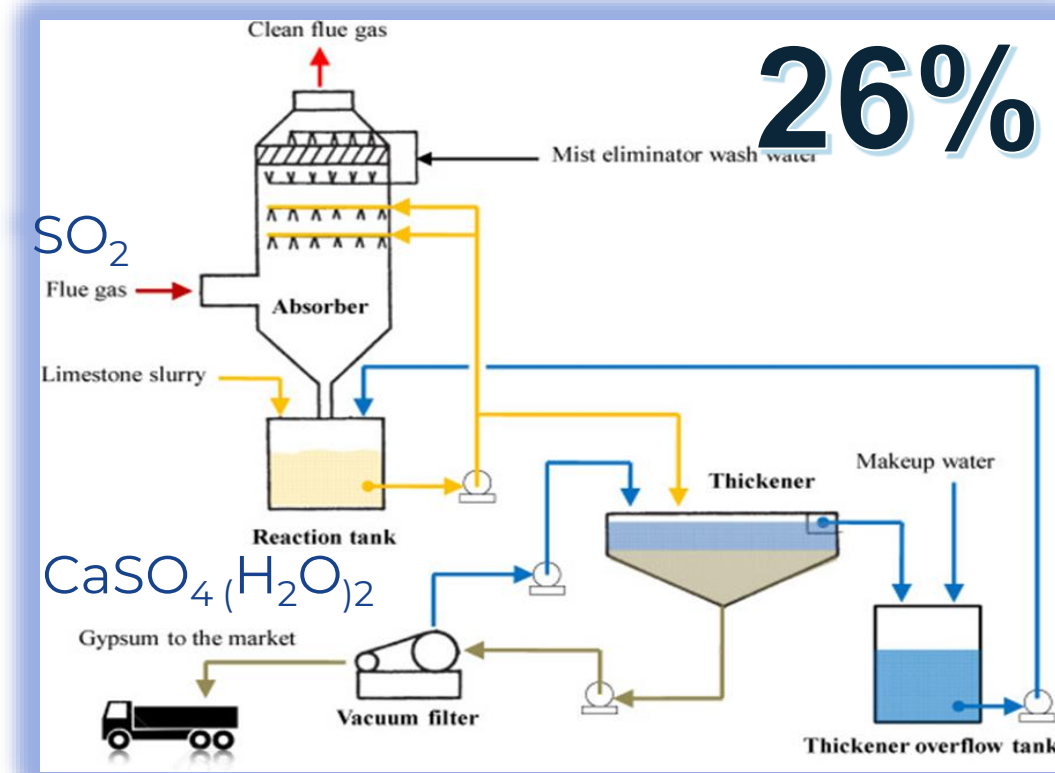 Clean flue gas
26%
Mist eliminator wash water
SO₂
Flue gas
Absorber
Limestone slurry
Makeup water
Thickener
Reaction tank
CaSO₄ (H₂O)₂
Gypsum to the market
Vacuum filter
Thickener overflow tank